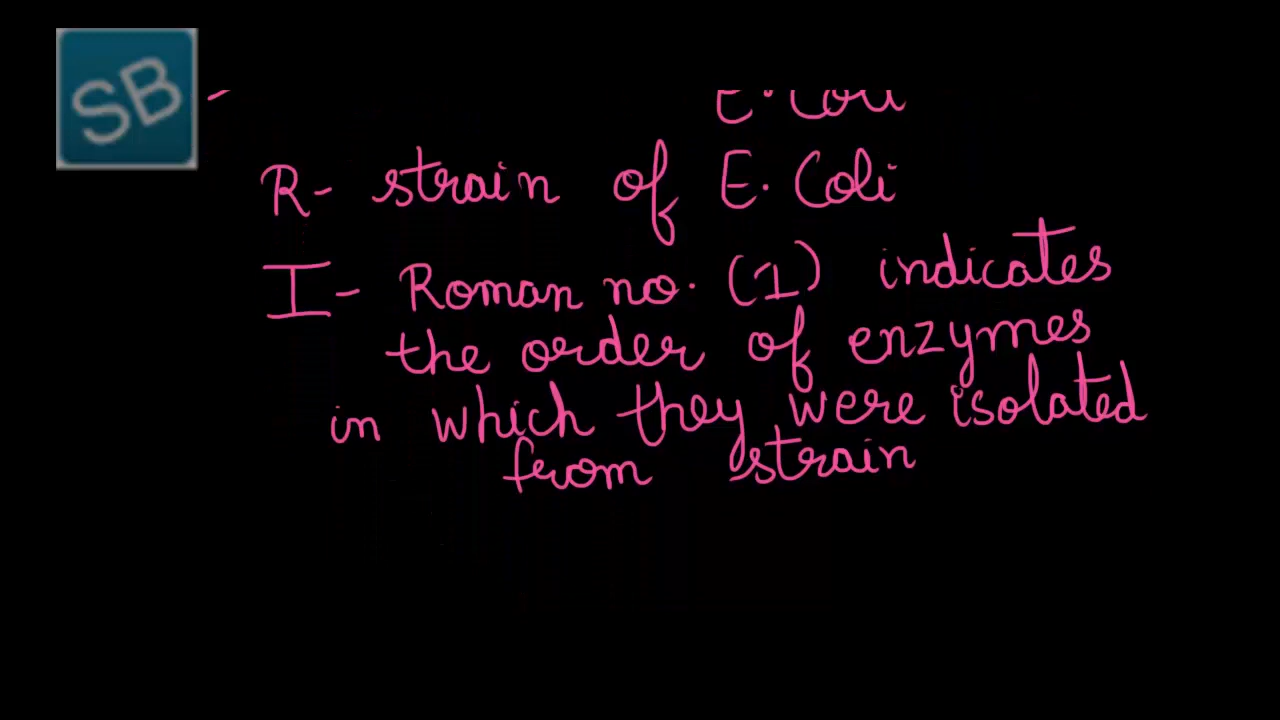 SB
E. Coli
R- strain of E. Coli
I- Roman no. (1) indicates
the order of enzymes
in which they were isolated
from strain